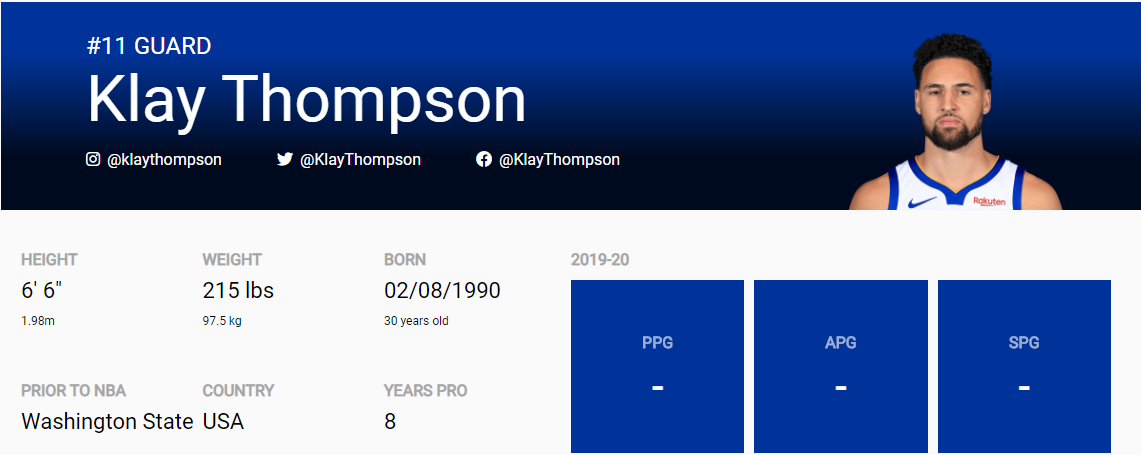 #11 GUARD
Klay Thompson
@klaythompson @KlayThompson @KlayThompson
Rakuten
HEIGHT WEIGHT BORN 2019-20
6' 6" 215 lbs 02/08/1990
1.98m 97.5 kg 30 years old
PPG APG SPG
- - -
PRIOR TO NBA COUNTRY YEARS PRO
Washington State USA 8